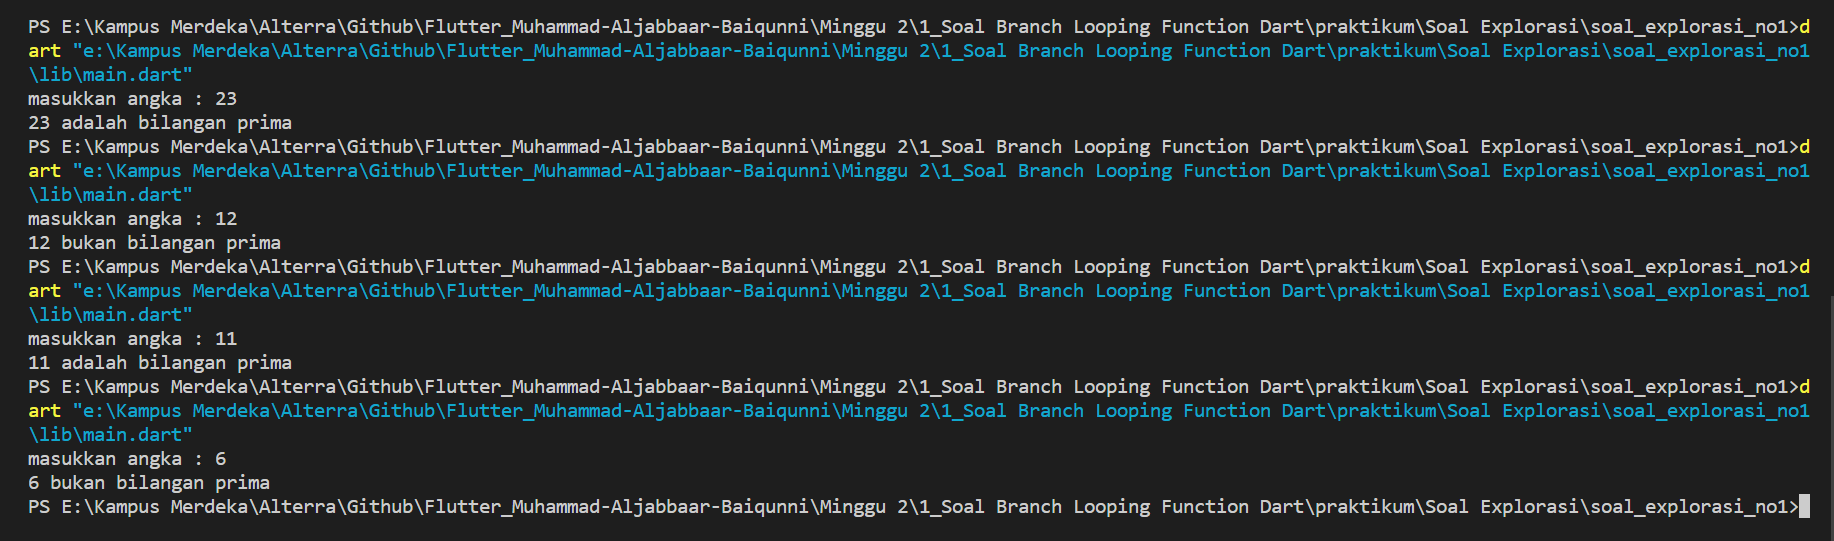 PS E:\Kampus Merdeka\Alterra\Github\Flutter_Muhammad-Aljabbaar-Baiqunni\Minggu 2\1_Soal Branch Looping Function Dart\praktikum\Soal Explorasi\soal_explorasi_no1>d
art "e:\Kampus Merdeka\Alterra\Github\Flutter_Muhammad-Aljabbaar-Baiqunni\Minggu 2\1_Soal Branch Looping Function Dart\praktikum\Soal Explorasi\soal_explorasi_no1
\lib\main.dart"
masukkan angka : 23
23 adalah bilangan prima
PS E:\Kampus Merdeka\Alterra\Github\Flutter_Muhammad-Aljabbaar-Baiqunni\Minggu 2\1_Soal Branch Looping Function Dart\praktikum\Soal Explorasi\soal_explorasi_no1>d
art "e:\Kampus Merdeka\Alterra\Github\Flutter_Muhammad-Aljabbaar-Baiqunni\Minggu 2\1_Soal Branch Looping Function Dart\praktikum\Soal Explorasi\soal_explorasi_no1
\lib\main.dart"
masukkan angka : 12
12 bukan bilangan prima
PS E:\Kampus Merdeka\Alterra\Github\Flutter_Muhammad-Aljabbaar-Baiqunni\Minggu 2\1_Soal Branch Looping Function Dart\praktikum\Soal Explorasi\soal_explorasi_no1>d
art "e:\Kampus Merdeka\Alterra\Github\Flutter_Muhammad-Aljabbaar-Baiqunni\Minggu 2\1_Soal Branch Looping Function Dart\praktikum\Soal Explorasi\soal_explorasi_no1
\lib\main.dart"
masukkan angka : 11
11 adalah bilangan prima
PS E:\Kampus Merdeka\Alterra\Github\Flutter_Muhammad-Aljabbaar-Baiqunni\Minggu 2\1_Soal Branch Looping Function Dart\praktikum\Soal Explorasi\soal_explorasi_no1>d
art "e:\Kampus Merdeka\Alterra\Github\Flutter_Muhammad-Aljabbaar-Baiqunni\Minggu 2\1_Soal Branch Looping Function Dart\praktikum\Soal Explorasi\soal_explorasi_no1
\lib\main.dart"
masukkan angka : 6
6 bukan bilangan prima
PS E:\Kampus Merdeka\Alterra\Github\Flutter_Muhammad-Aljabbaar-Baiqunni\Minggu 2\1_Soal Branch Looping Function Dart\praktikum\Soal Explorasi\soal_explorasi_no1>